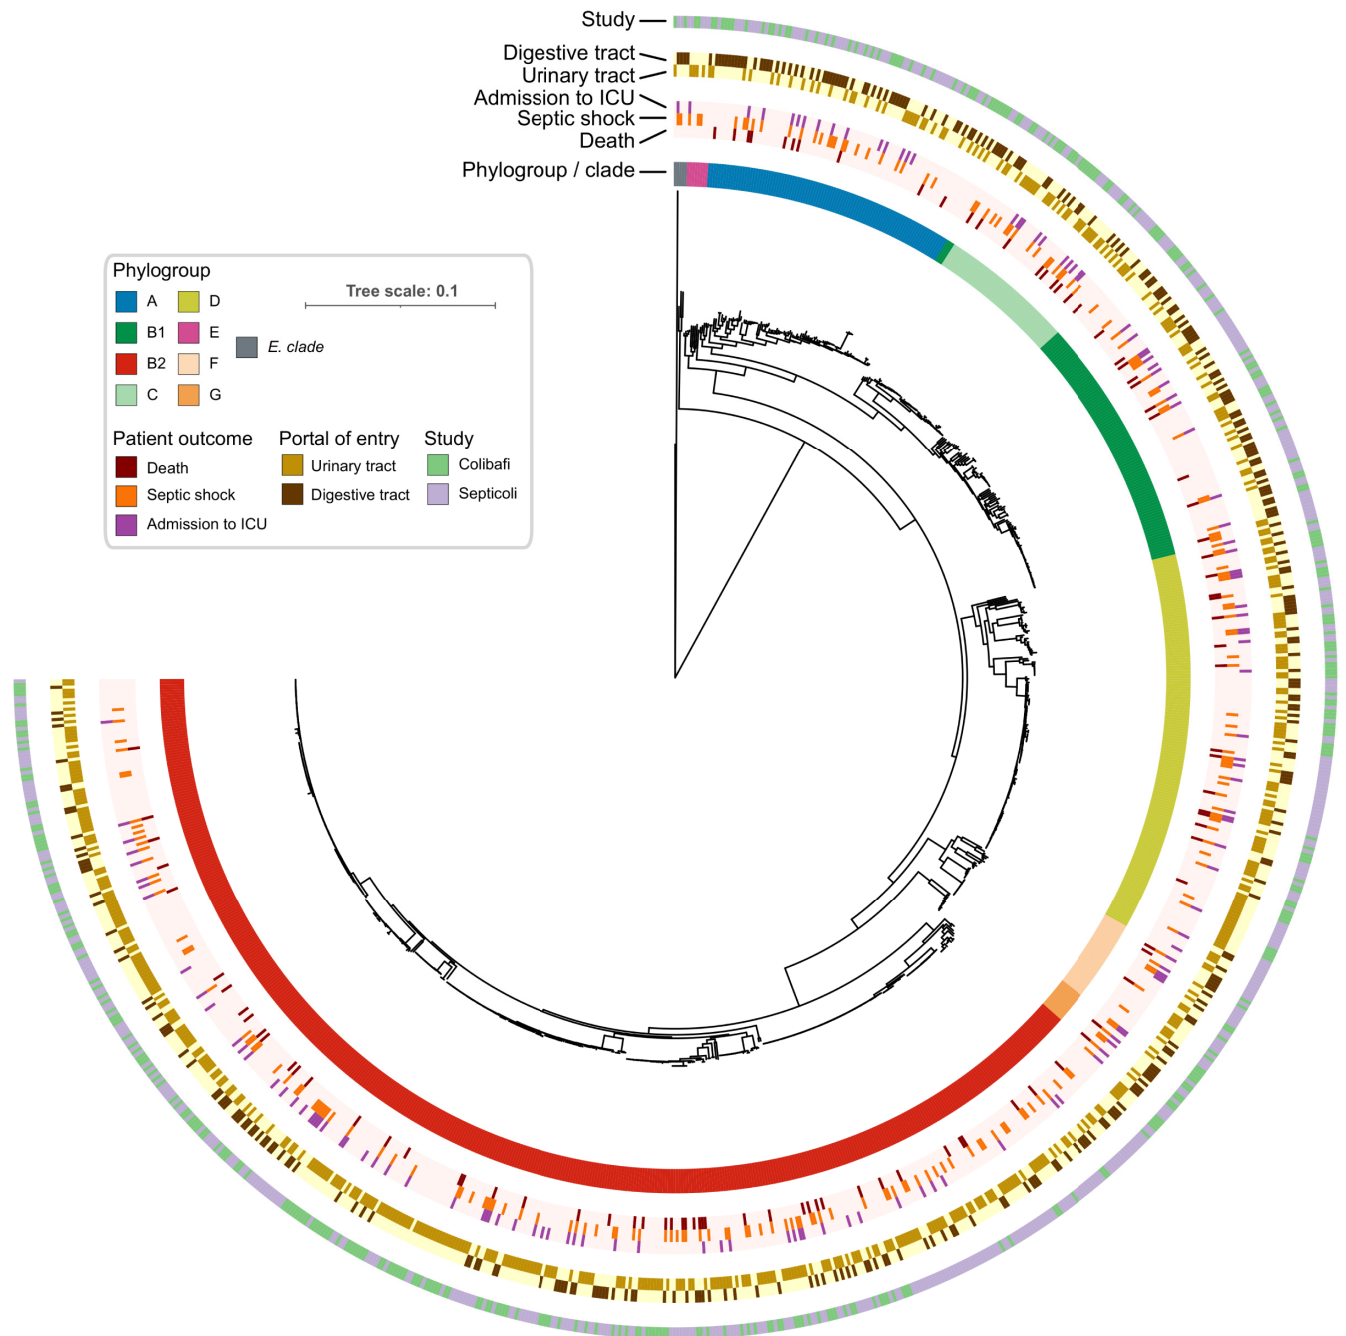 Study
Digestive tract
Urinary tract
Admission to ICU
Septic shock
Death
Phylogroup / clade
Phylogroup
A
D
Tree scale: 0.1
B1
E
E. clade
B2
F
C
G
Patient outcome
Portal of entry
Study
Death
Urinary tract
Colibafi
Septic shock
Digestive tract
Septicoli
Admission to ICU